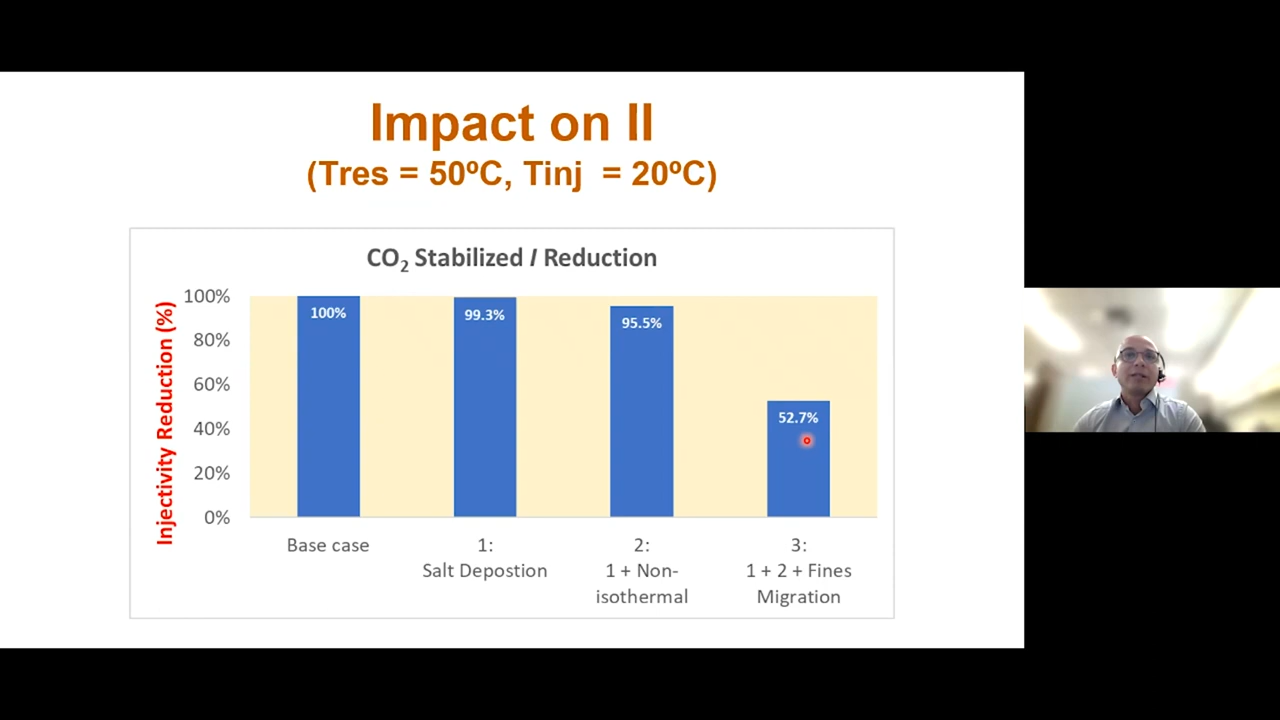 Impact on II
(Tres = 50ºC, Tinj = 20ºC)
CO₂ Stabilized I Reduction
Injectivity Reduction (%)
100%
80%
60%
40%
20%
0%
100%
99.3%
95.5%
52.7%
Base case
1:
Salt Depostion
2:
1 + Non-
isothermal
3:
1 + 2 + Fines
Migration